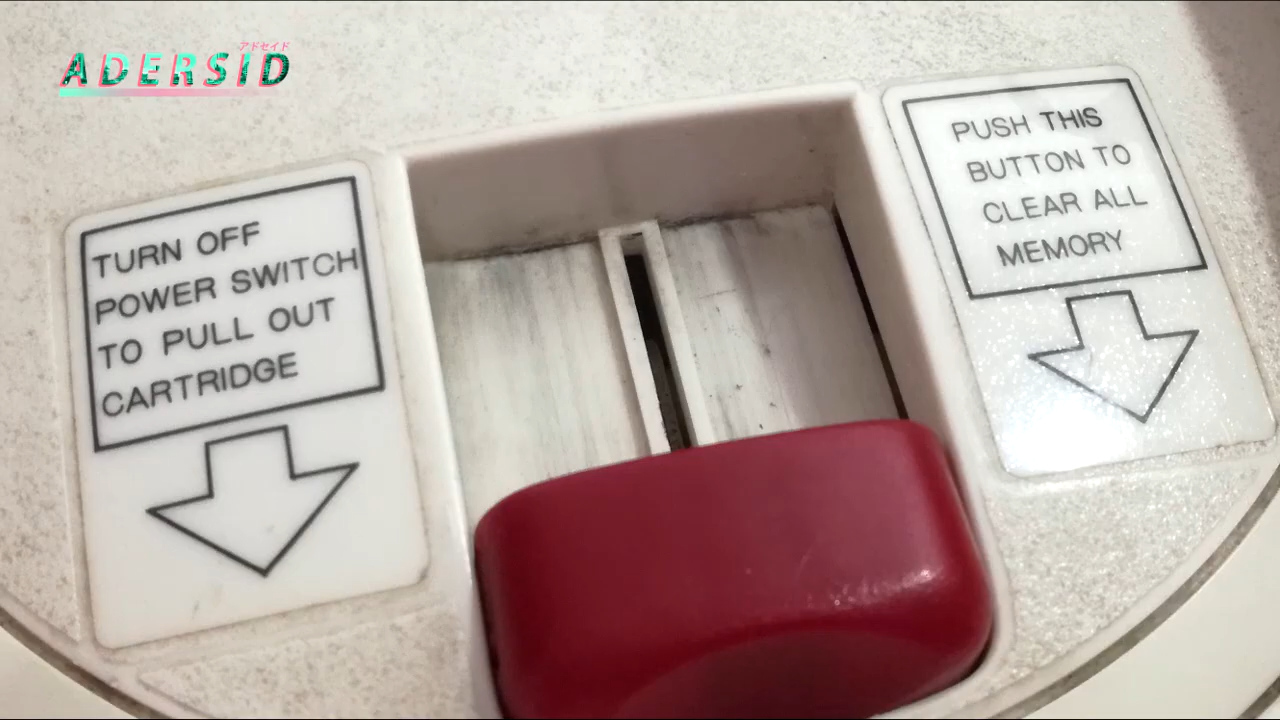 アドセイド
ADERSID
TURN OFF
POWER SWITCH
TO PULL OUT
CARTRIDGE
PUSH THIS
BUTTON TO
CLEAR ALL
MEMORY